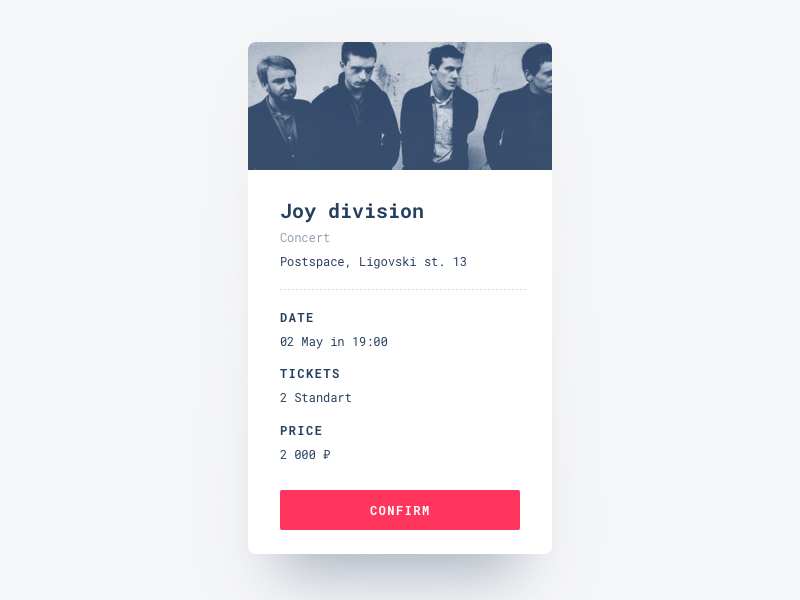 Joy division
Concert
Postspace, Ligovski st. 13
DATE
02 May in 19:00
TICKETS
2 Standart
PRICE
2 000 ₽
CONFIRM